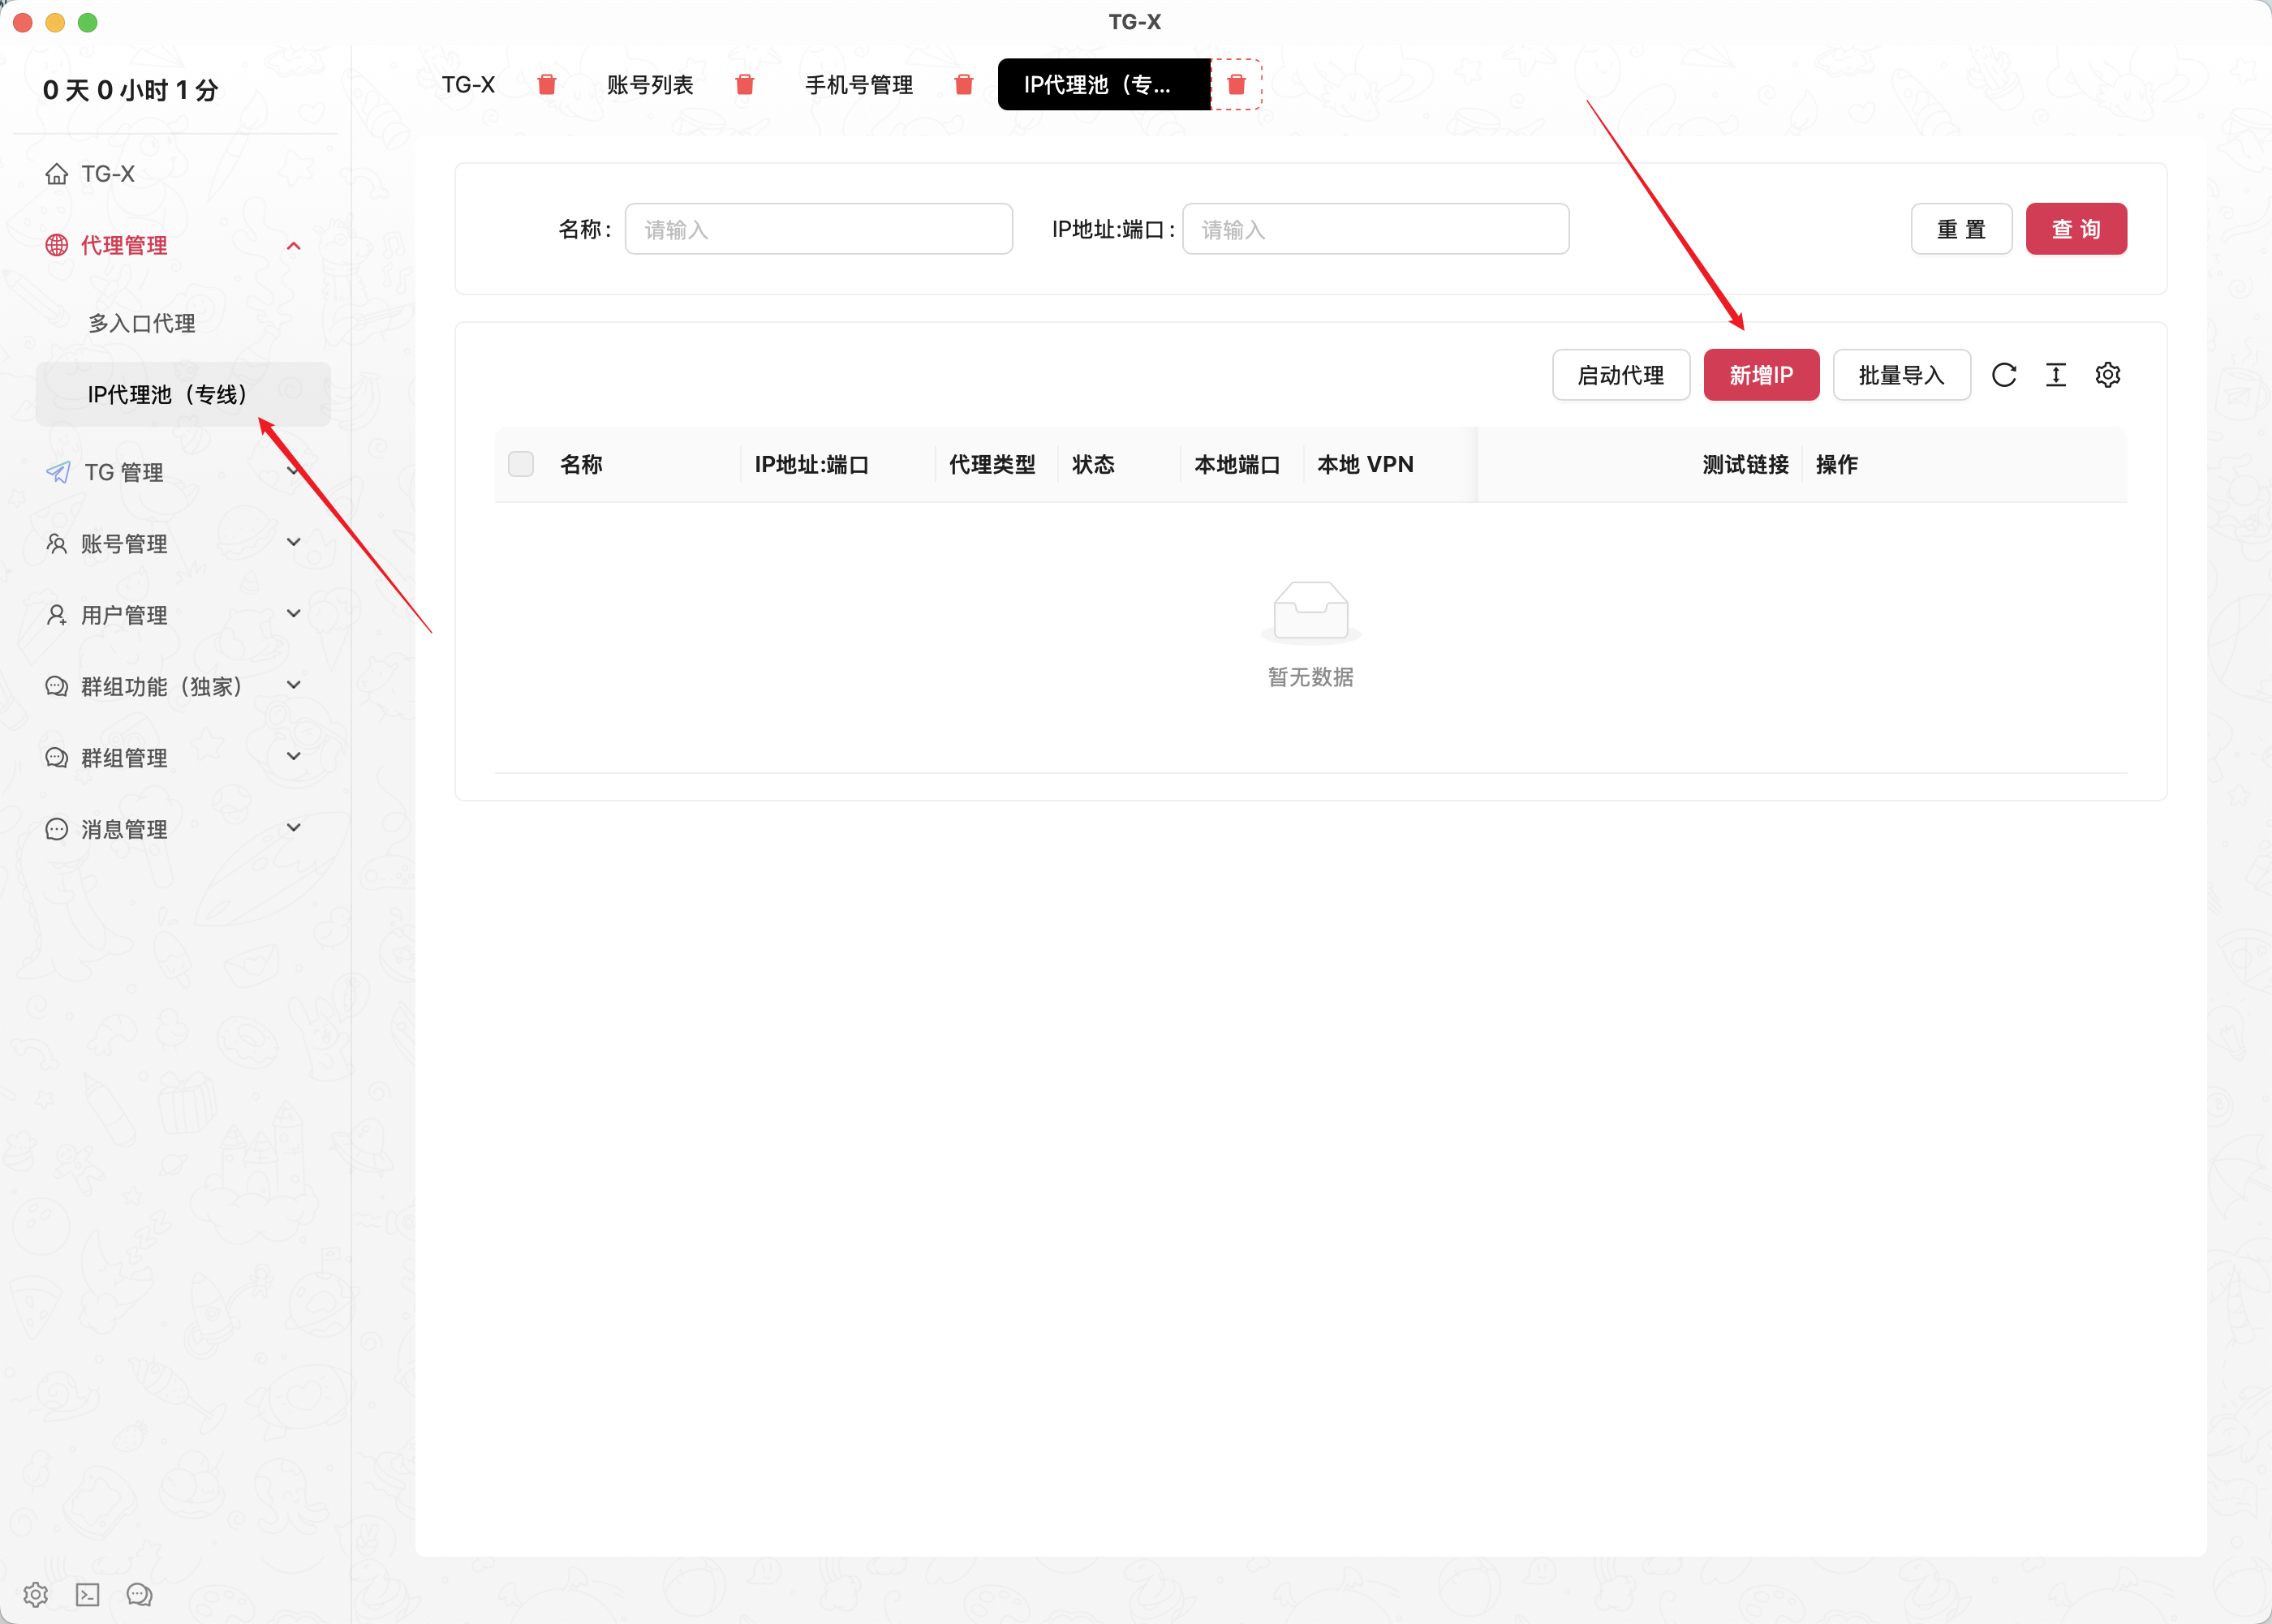 TG-X
0 天 0 小时 1 分
TG-X
代理管理
多入口代理
IP代理池（专线）
TG 管理
账号管理
用户管理
群组功能（独家）
群组管理
消息管理
TG-X 账号列表 手机号管理 IP代理池（专...
名称: 请输入 IP地址:端口: 请输入 重 置 查 询
启动代理 新增IP 批量导入
名称 IP地址:端口 代理类型 状态 本地端口 本地 VPN 测试链接 操作
暂无数据